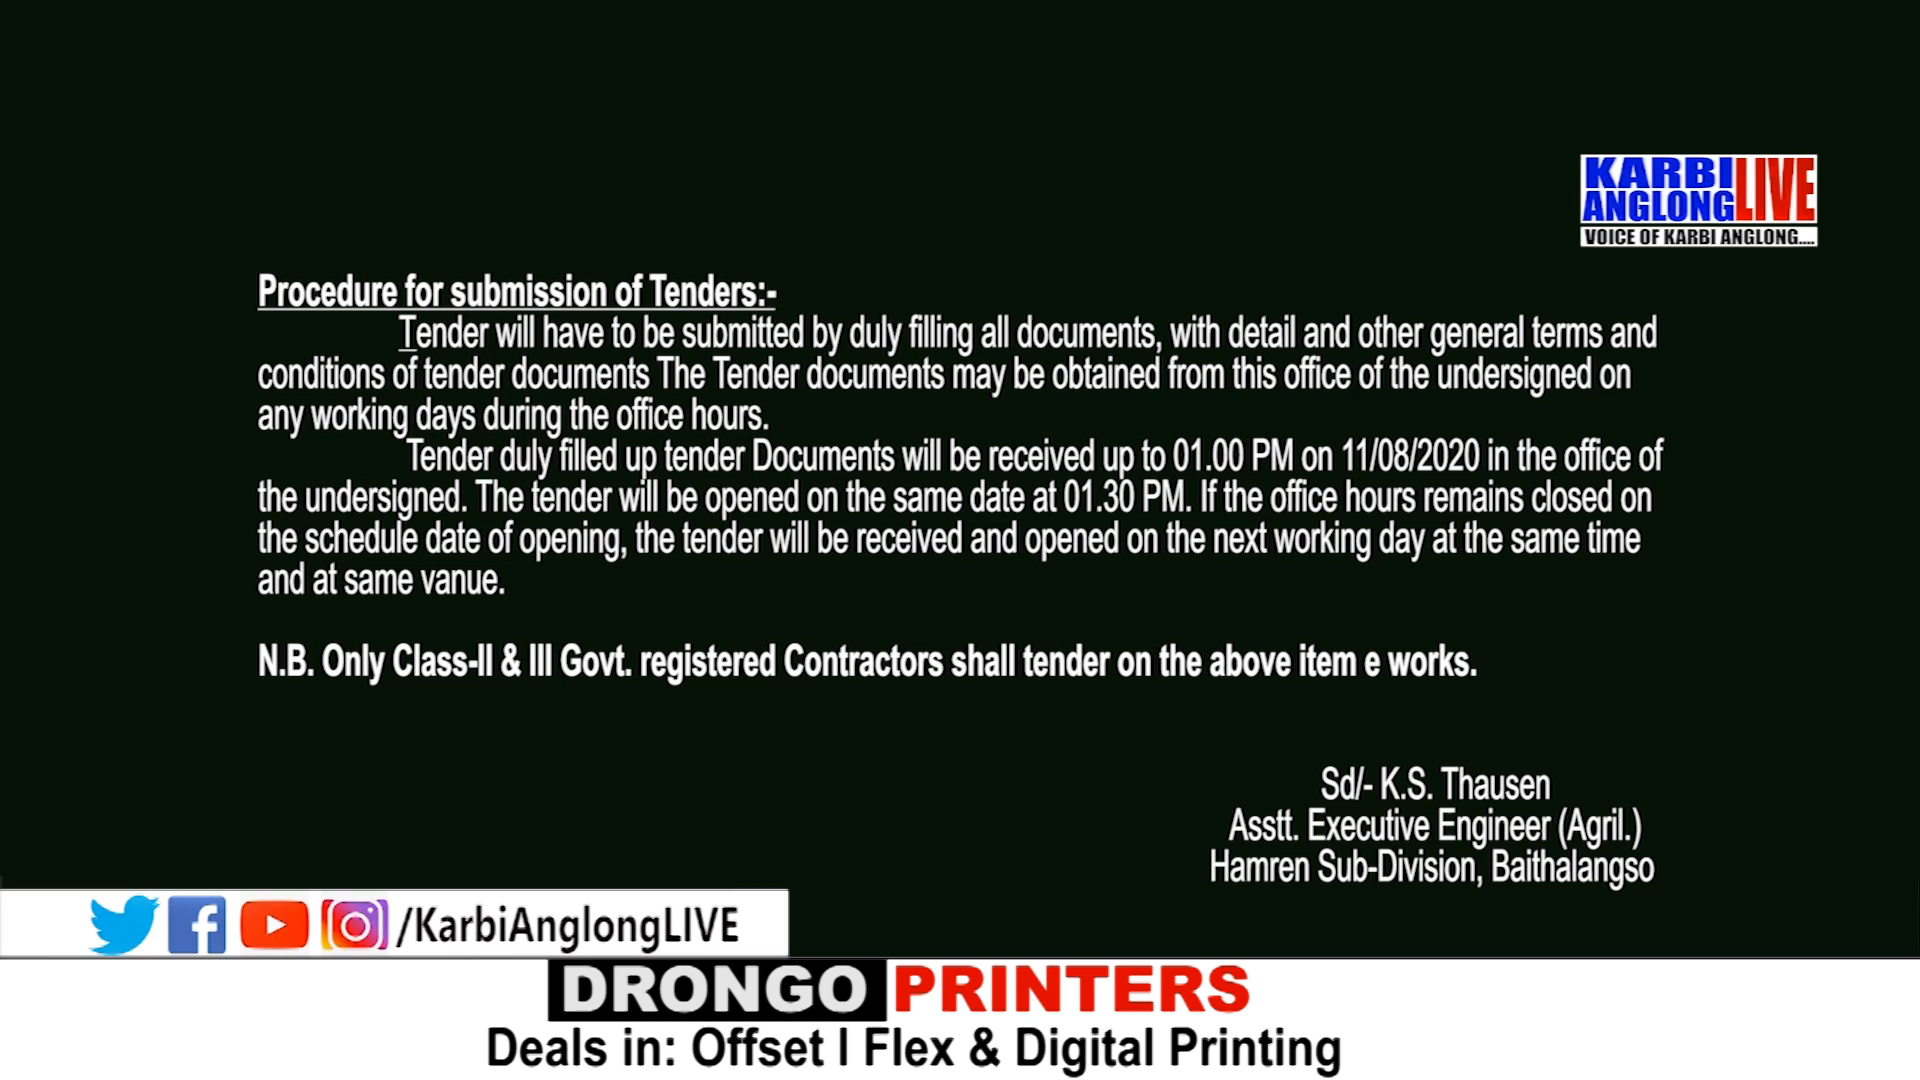 KARBI
ANGLONG
LIVE
VOICE OF KARBI ANGLONG....
Procedure for submission of Tenders:-
Tender will have to be submitted by duly filling all documents, with detail and other general terms and
conditions of tender documents The Tender documents may be obtained from this office of the undersigned on
any working days during the office hours.
Tender duly filled up tender Documents will be received up to 01.00 PM on 11/08/2020 in the office of
the undersigned. The tender will be opened on the same date at 01.30 PM. If the office hours remains closed on
the schedule date of opening, the tender will be received and opened on the next working day at the same time
and at same vanue.
N.B. Only Class-II & III Govt. registered Contractors shall tender on the above item e works.
Sd/- K.S. Thausen
Asstt. Executive Engineer (Agril.)
Hamren Sub-Division, Baithalangso
/KarbiAnglongLIVE
DRONGO PRINTERS
Deals in: Offset I Flex & Digital Printing